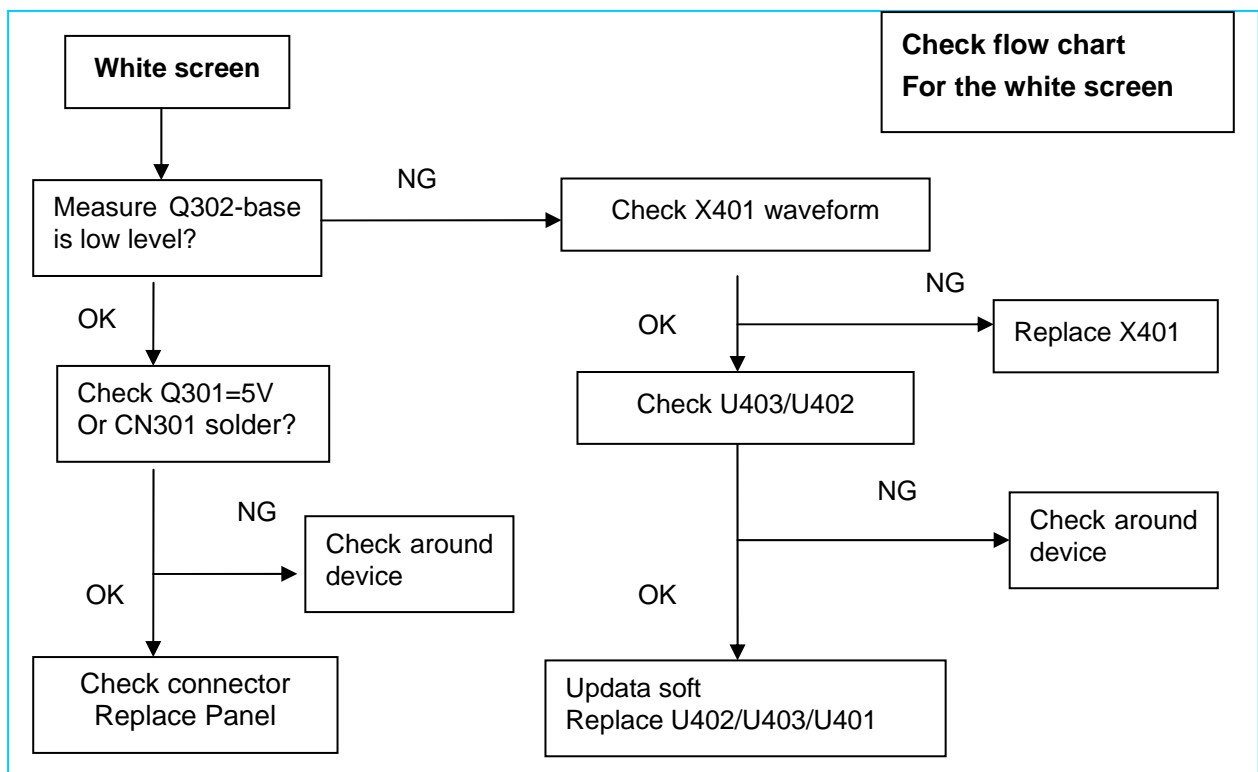 White screen
Check flow chart
For the white screen
NG
Measure Q302-base
is low level?
Check X401 waveform
NG
OK
OK
Replace X401
Check Q301=5V
Or CN301 solder?
Check U403/U402
NG
NG
Check around
device
Check around
device
OK
OK
Check connector
Replace Panel
Updata soft
Replace U402/U403/U401